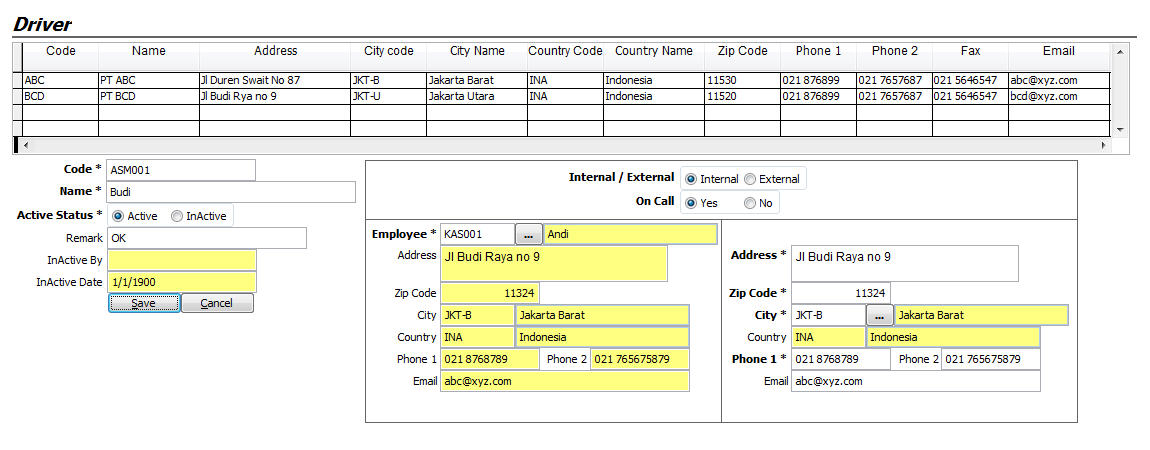 Driver
Code Name Address City code City Name Country Code Country Name Zip Code Phone 1 Phone 2 Fax Email
ABC PT ABC Jl Duren Swait No 87 JKT-B Jakarta Barat INA Indonesia 11530 021 876899 021 7657687 021 5646547 abc@xyz.com
BCD PT BCD Jl Budi Rya no 9 JKT-U Jakarta Utara INA Indonesia 11520 021 876899 021 7657687 021 5646547 bcd@xyz.com
Code * ASM001
Name * Budi
Active Status * Active InActive
Remark OK
InActive By
InActive Date 1/1/1900
Save Cancel
Internal / External Internal External
On Call Yes No
Employee * KAS001 ... Andi
Address Jl Budi Raya no 9
Zip Code 11324
City JKT-B Jakarta Barat
Country INA Indonesia
Phone 1 021 8768789 Phone 2 021 765675879
Email abc@xyz.com
Address * Jl Budi Raya no 9
Zip Code * 11324
City * JKT-B ... Jakarta Barat
Country INA Indonesia
Phone 1 * 021 8768789 Phone 2 021 765675879
Email abc@xyz.com